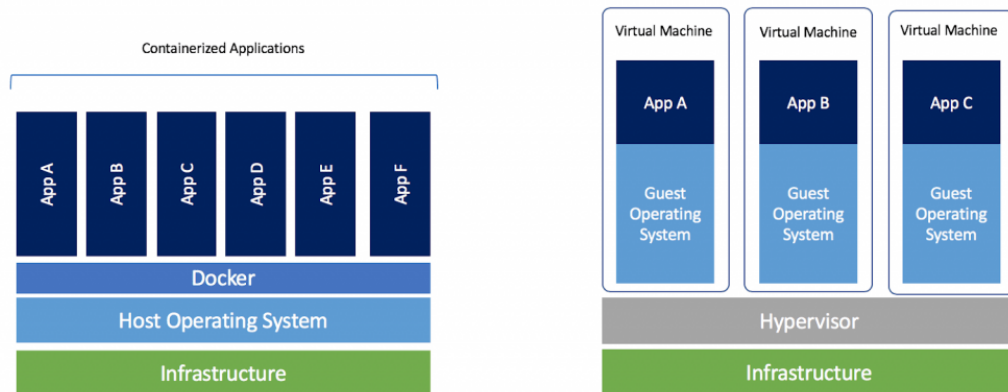 Containerized Applications
App A
App B
App C
App D
App E
App F
Docker
Host Operating System
Infrastructure
Virtual Machine
App A
Guest
Operating
System
Virtual Machine
App B
Guest
Operating
System
Virtual Machine
App C
Guest
Operating
System
Hypervisor
Infrastructure